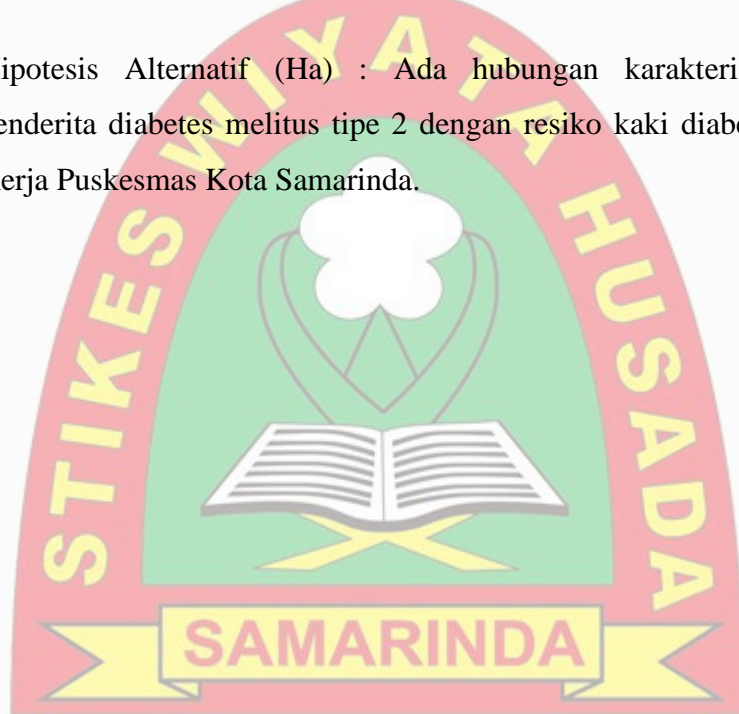 ipotesis Alternatif (Ha) : Ada hubungan karakteri
enderita diabetes melitus tipe 2 dengan resiko kaki diab
erja Puskesmas Kota Samarinda.
STIKES WIYATA HUSADA
SAMARINDA